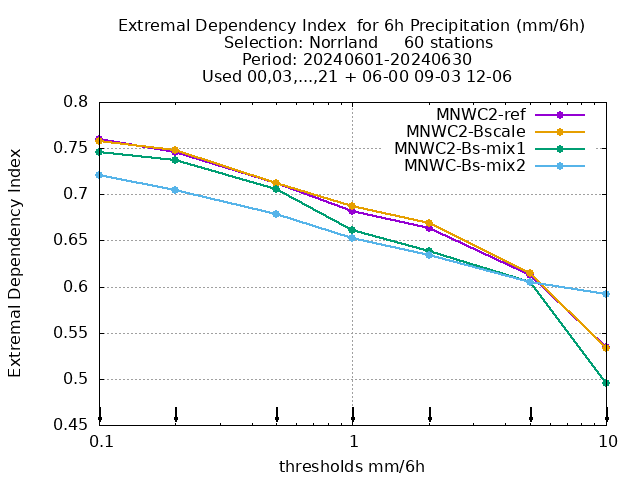 Extremal Dependency Index  for 6h Precipitation (mm/6h)
Selection: Norrland     60 stations
Period: 20240601-20240630
Used 00,03,...,21 + 06-00 09-03 12-06
MNWC2-ref
MNWC2-Bscale
MNWC2-Bs-mix1
MNWC-Bs-mix2
Extremal Dependency Index
0.8
0.75
0.7
0.65
0.6
0.55
0.5
0.45
0.1 1 10
thresholds mm/6h